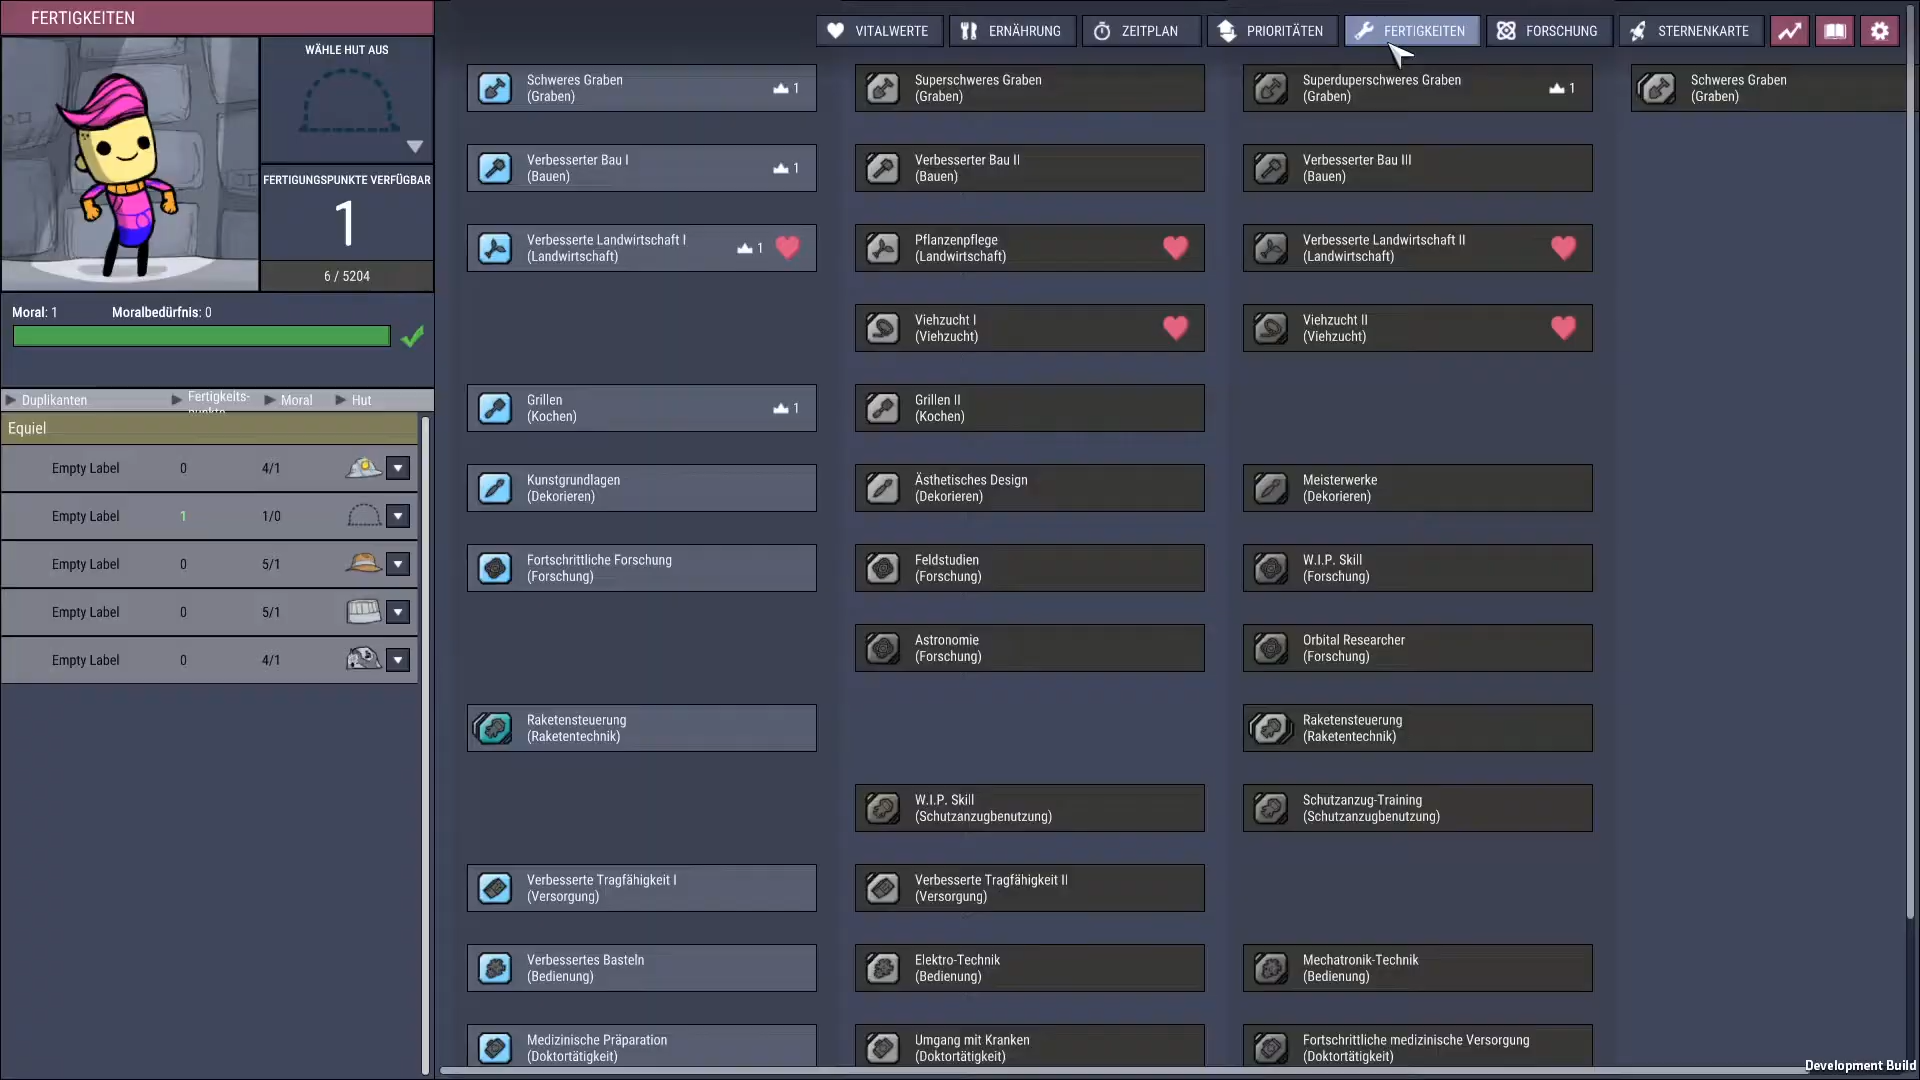 FERTIGKEITEN
VITALWERTE
ERNÄHRUNG
ZEITPLAN
PRIORITÄTEN
FERTIGKEITEN
FORSCHUNG
STERNENKARTE
WÄHLE HUT AUS
FERTIGUNGSPUNKTE VERFÜGBAR
1
6 / 5204
Moral: 1
Moralbedürfnis: 0
Duplikanten
Fertigkeits-
punkte
Moral
Hut
Equiel
Empty Label 0 4/1
Empty Label 1 1/0
Empty Label 0 5/1
Empty Label 0 5/1
Empty Label 0 4/1
Schweres Graben
(Graben)
1
Superschweres Graben
(Graben)
Superduperschweres Graben
(Graben)
1
Schweres Graben
(Graben)
Verbesserter Bau I
(Bauen)
1
Verbesserter Bau II
(Bauen)
Verbesserter Bau III
(Bauen)
Verbesserte Landwirtschaft I
(Landwirtschaft)
1
Pflanzenpflege
(Landwirtschaft)
Verbesserte Landwirtschaft II
(Landwirtschaft)
Viehzucht I
(Viehzucht)
Viehzucht II
(Viehzucht)
Grillen
(Kochen)
1
Grillen II
(Kochen)
Kunstgrundlagen
(Dekorieren)
Ästhetisches Design
(Dekorieren)
Meisterwerke
(Dekorieren)
Fortschrittliche Forschung
(Forschung)
Feldstudien
(Forschung)
W.I.P. Skill
(Forschung)
Astronomie
(Forschung)
Orbital Researcher
(Forschung)
Raketensteuerung
(Raketentechnik)
Raketensteuerung
(Raketentechnik)
W.I.P. Skill
(Schutzanzugbenutzung)
Schutzanzug-Training
(Schutzanzugbenutzung)
Verbesserte Tragfähigkeit I
(Versorgung)
Verbesserte Tragfähigkeit II
(Versorgung)
Verbessertes Basteln
(Bedienung)
Elektro-Technik
(Bedienung)
Mechatronik-Technik
(Bedienung)
Medizinische Präparation
(Doktortätigkeit)
Umgang mit Kranken
(Doktortätigkeit)
Fortschrittliche medizinische Versorgung
(Doktortätigkeit)
Development Build